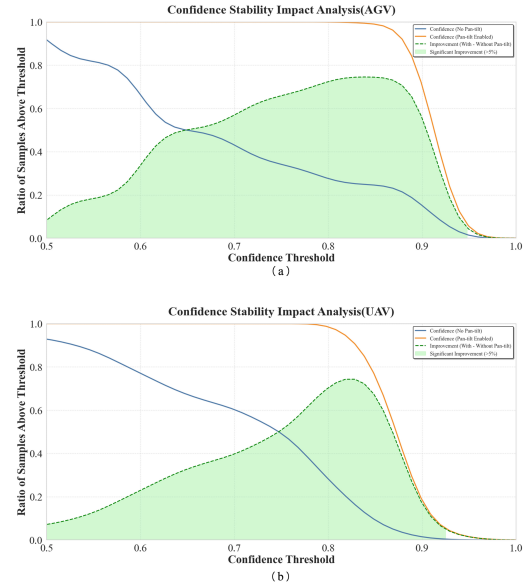 Confidence Stability Impact Analysis(AGV)
Ratio of Samples Above Threshold
1.0
0.8
0.6
0.4
0.2
0.0
Confidence (No Pan-tilt)
Confidence (Pan-tilt Enabled)
Improvement (With - Without Pan-tilt)
Significant Improvement (>5%)
0.5 0.6 0.7 0.8 0.9 1.0
Confidence Threshold
(a)
Confidence Stability Impact Analysis(UAV)
Ratio of Samples Above Threshold
1.0
0.8
0.6
0.4
0.2
0.0
Confidence (No Pan-tilt)
Confidence (Pan-tilt Enabled)
Improvement (With - Without Pan-tilt)
Significant Improvement (>5%)
0.5 0.6 0.7 0.8 0.9 1.0
Confidence Threshold
(b)